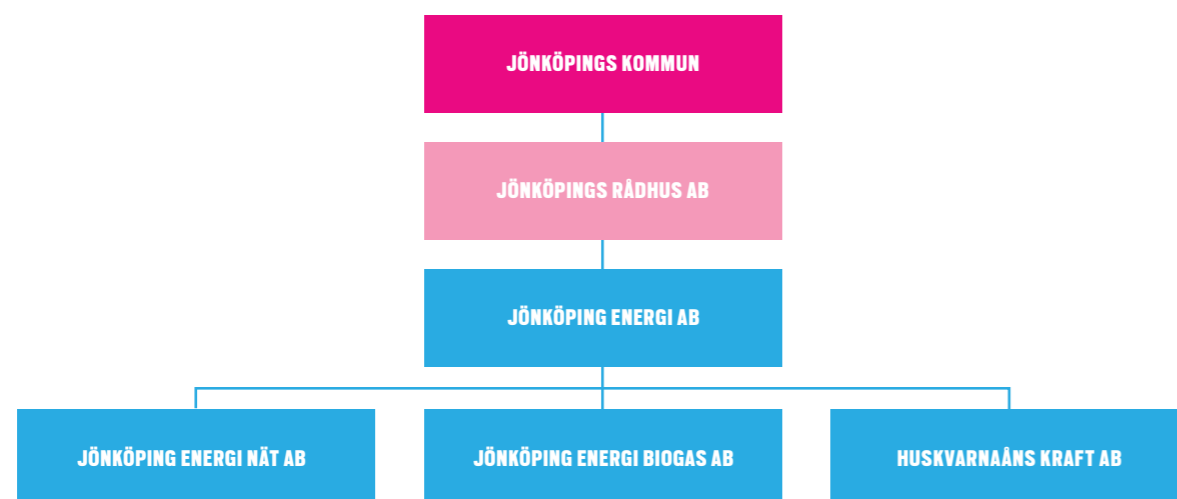 JÖNKÖPINGS KOMMUN
JÖNKÖPINGS RÅDHUS AB
JÖNKÖPING ENERGI AB
JÖNKÖPING ENERGI NÄT AB
JÖNKÖPING ENERGI BIOGAS AB
HUSKVARNAÅNS KRAFT AB